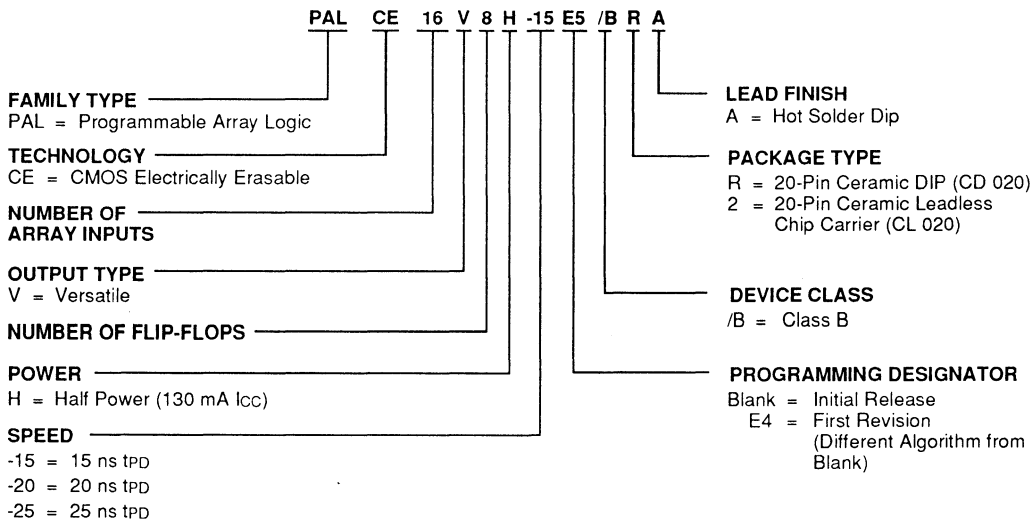 PAL CE 16 V 8 H -15 E5 /B R A
FAMILY TYPE
PAL = Programmable Array Logic
TECHNOLOGY
CE = CMOS Electrically Erasable
NUMBER OF
ARRAY INPUTS
OUTPUT TYPE
V = Versatile
NUMBER OF FLIP-FLOPS
POWER
H = Half Power (130 mA ICC)
SPEED
-15 = 15 ns tPD
-20 = 20 ns tPD
-25 = 25 ns tPD
LEAD FINISH
A = Hot Solder Dip
PACKAGE TYPE
R = 20-Pin Ceramic DIP (CD 020)
2 = 20-Pin Ceramic Leadless
Chip Carrier (CL 020)
DEVICE CLASS
/B = Class B
PROGRAMMING DESIGNATOR
Blank = Initial Release
E4 = First Revision
(Different Algorithm from
Blank)